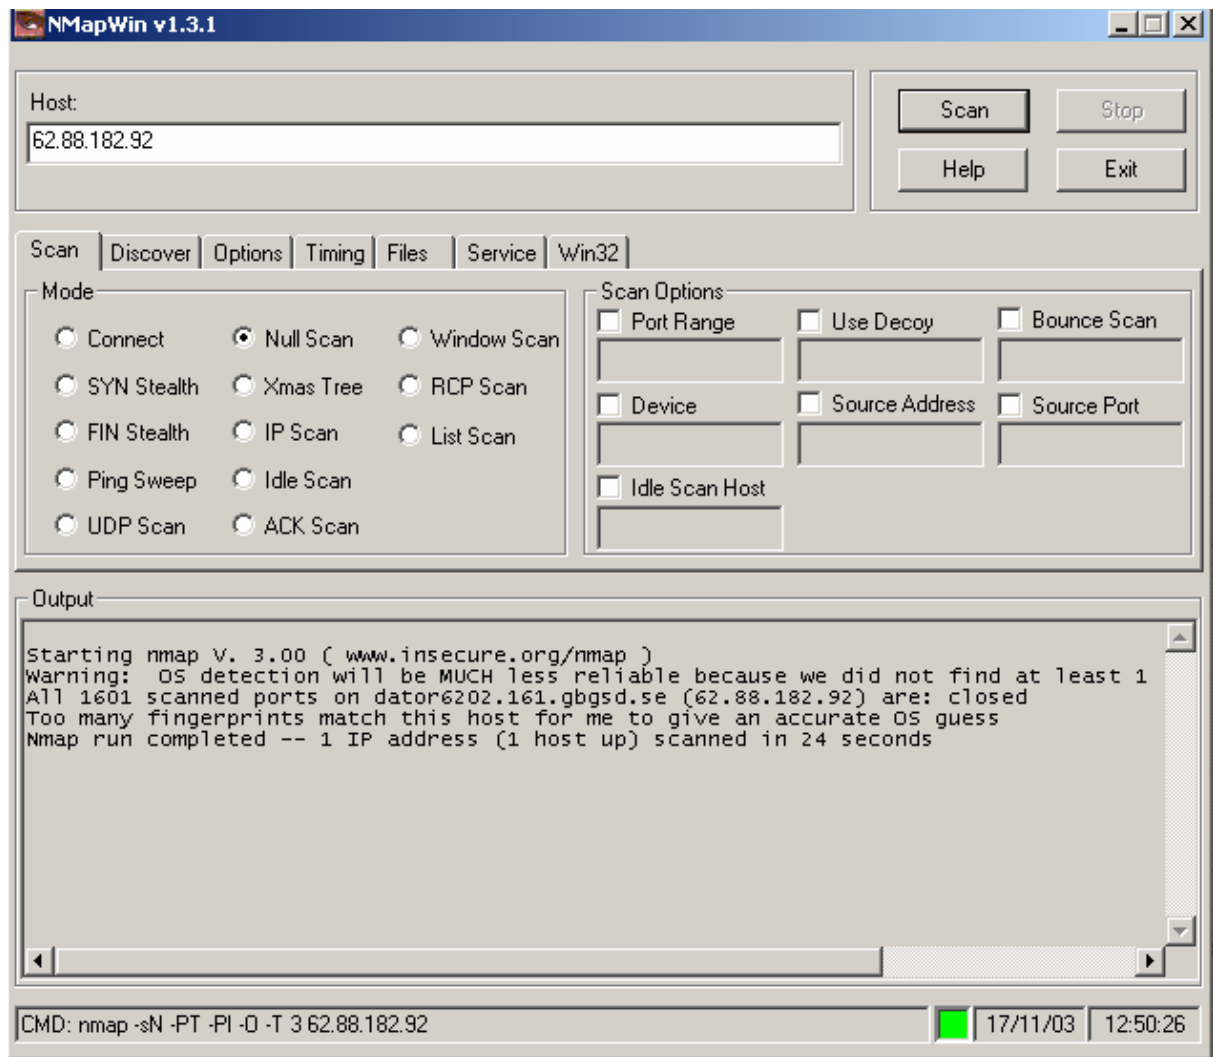 NMapWin v1.3.1
Host:
62.88.182.92
Scan
Stop
Help
Exit
Scan
Discover
Options
Timing
Files
Service
Win32
Mode
Connect
Null Scan
Window Scan
SYN Stealth
Xmas Tree
RCP Scan
FIN Stealth
IP Scan
List Scan
Ping Sweep
Idle Scan
UDP Scan
ACK Scan
Scan Options
Port Range
Use Decoy
Bounce Scan
Device
Source Address
Source Port
Idle Scan Host
Output
Starting nmap V. 3.00 ( www.insecure.org/nmap )
Warning:  OS detection will be MUCH less reliable because we did not find at least 1
All 1601 scanned ports on dator6202.161.gbgsd.se (62.88.182.92) are: closed
Too many fingerprints match this host for me to give an accurate OS guess
Nmap run completed -- 1 IP address (1 host up) scanned in 24 seconds
CMD: nmap -sN -PT -PI -O -T 3 62.88.182.92
17/11/03
12:50:26